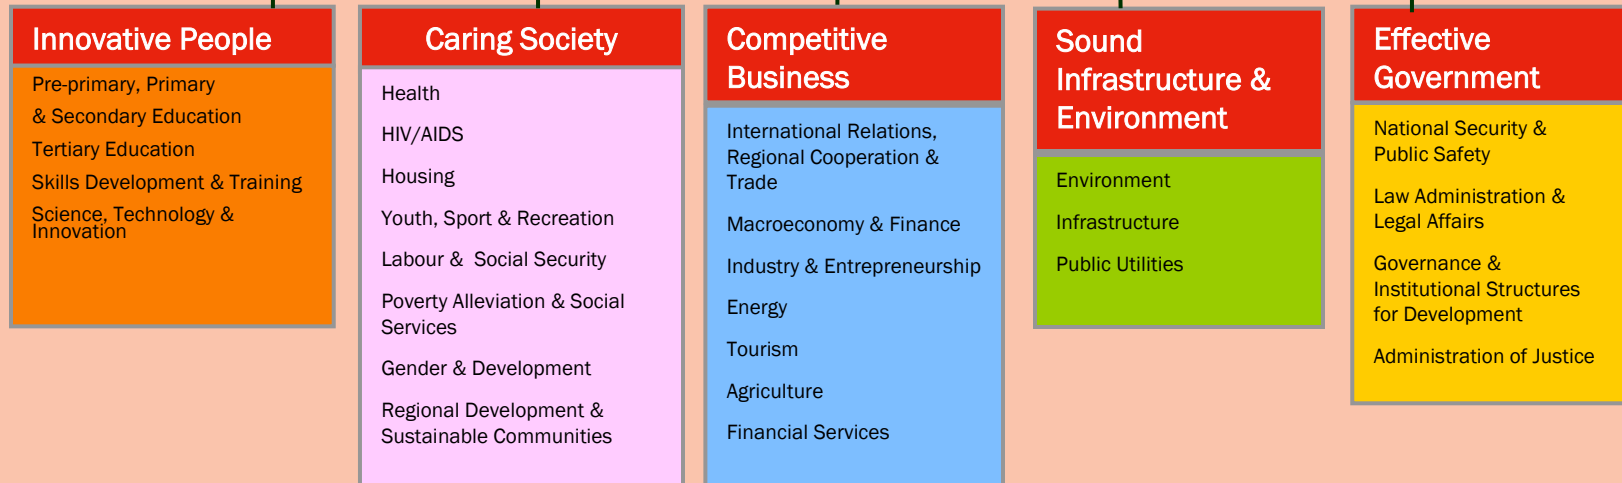 Innovative People
Pre-primary, Primary
& Secondary Education
Tertiary Education
Skills Development & Training
Science, Technology &
Innovation
Caring Society
Health
HIV/AIDS
Housing
Youth, Sport & Recreation
Labour &  Social Security
Poverty Alleviation & Social
Services
Gender & Development
Regional Development &
Sustainable Communities
Competitive
Business
International Relations,
Regional Cooperation &
Trade
Macroeconomy & Finance
Industry & Entrepreneurship
Energy
Tourism
Agriculture
Financial Services
Sound
Infrastructure &
Environment
Environment
Infrastructure
Public Utilities
Effective
Government
National Security &
Public Safety
Law Administration &
Legal Affairs
Governance &
Institutional Structures
for Development
Administration of Justice